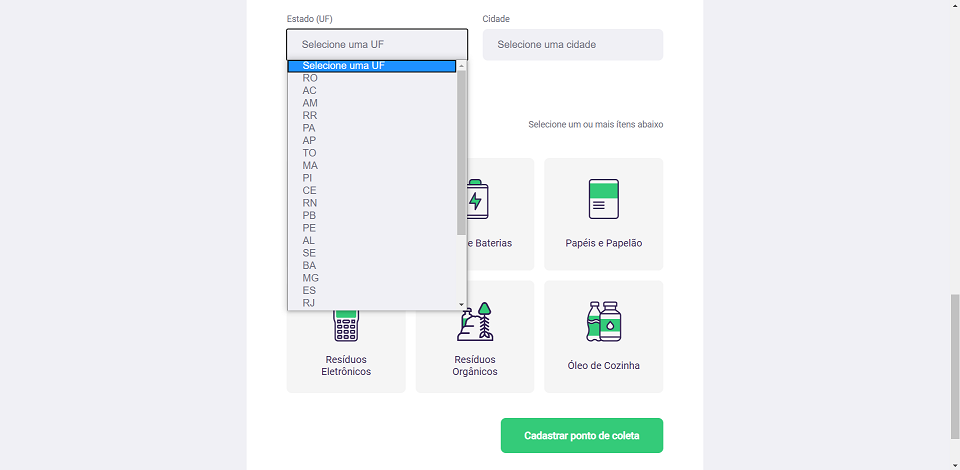 Estado (UF)
Cidade
Selecione uma UF
Selecione uma cidade
Selecione uma UF
RO
AC
AM
RR
PA
AP
TO
MA
PI
CE
RN
PB
PE
AL
SE
BA
MG
ES
RJ
Selecione um ou mais ítens abaixo
e Baterias
Papéis e Papelão
Resíduos
Eletrônicos
Resíduos
Orgânicos
Óleo de Cozinha
Cadastrar ponto de coleta